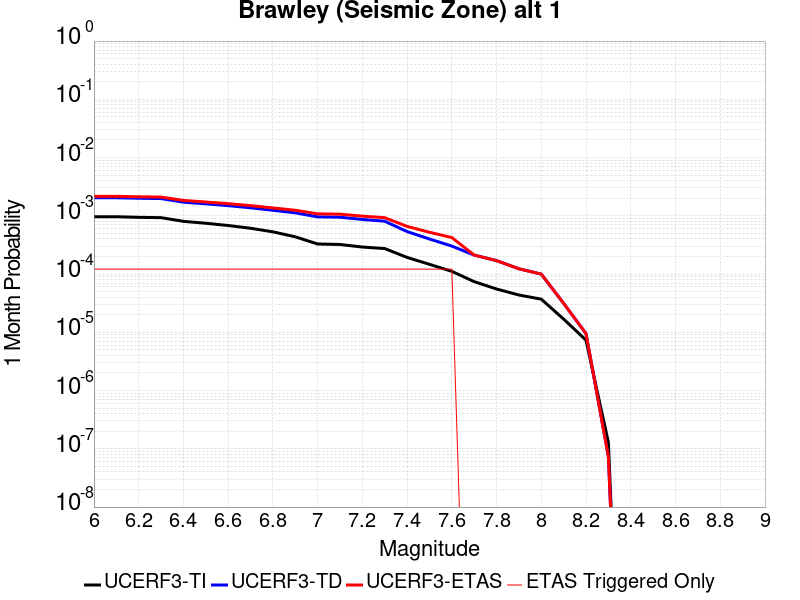 Brawley (Seismic Zone) alt 1
10 0
10 -1
10 -2
10 -3
10 -4
10 -5
10 -6
10 -7
10 -8
1 Month Probability
6 6.2 6.4 6.6 6.8 7 7.2 7.4 7.6 7.8 8 8.2 8.4 8.6 8.8 9
Magnitude
UCERF3-TI UCERF3-TD UCERF3-ETAS ETAS Triggered Only